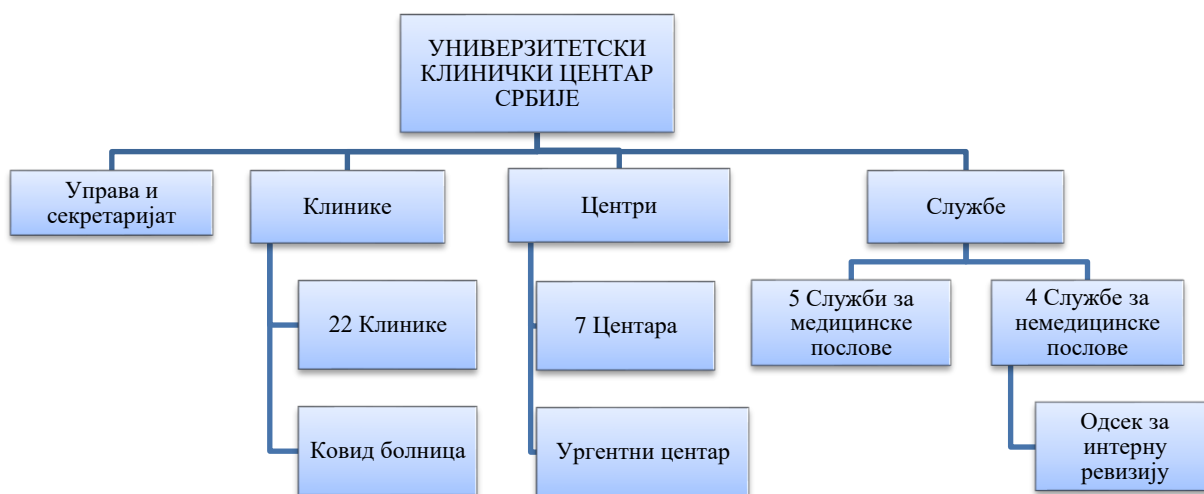 УНИВЕРЗИТЕТСКИ
КЛИНИЧКИ ЦЕНТАР
СРБИЈЕ
Управа и
секретаријат
Клинике
Центри
Службе
22 Клинике
7 Центара
5 Служби за
медицинске
послове
4 Службе за
немедицинске
послове
Ковид болница
Ургентни центар
Одсек за
интерну
ревизију